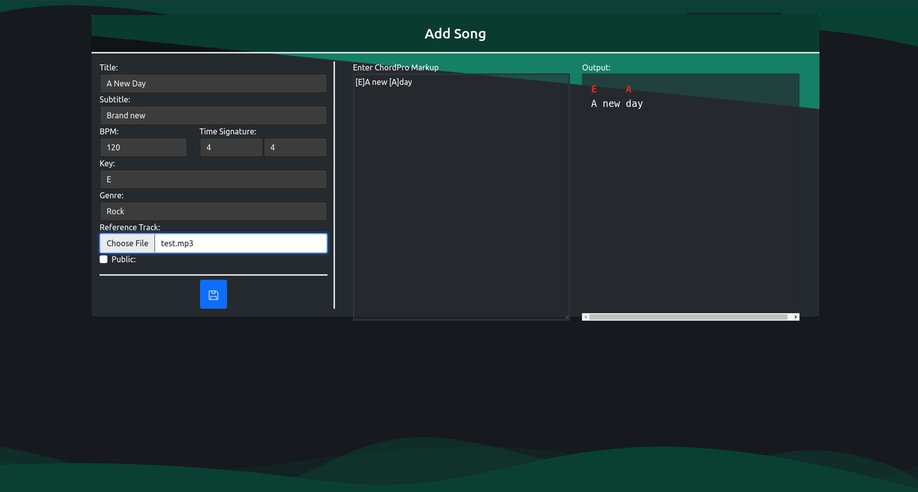 Add Song
Title:
A New Day
Subtitle:
Brand new
BPM:
Time Signature:
120
4
4
Key:
E
Genre:
Rock
Reference Track:
Choose File test.mp3
Public:
Enter ChordPro Markup
[E]A new [A]day
Output:
E A
A new day